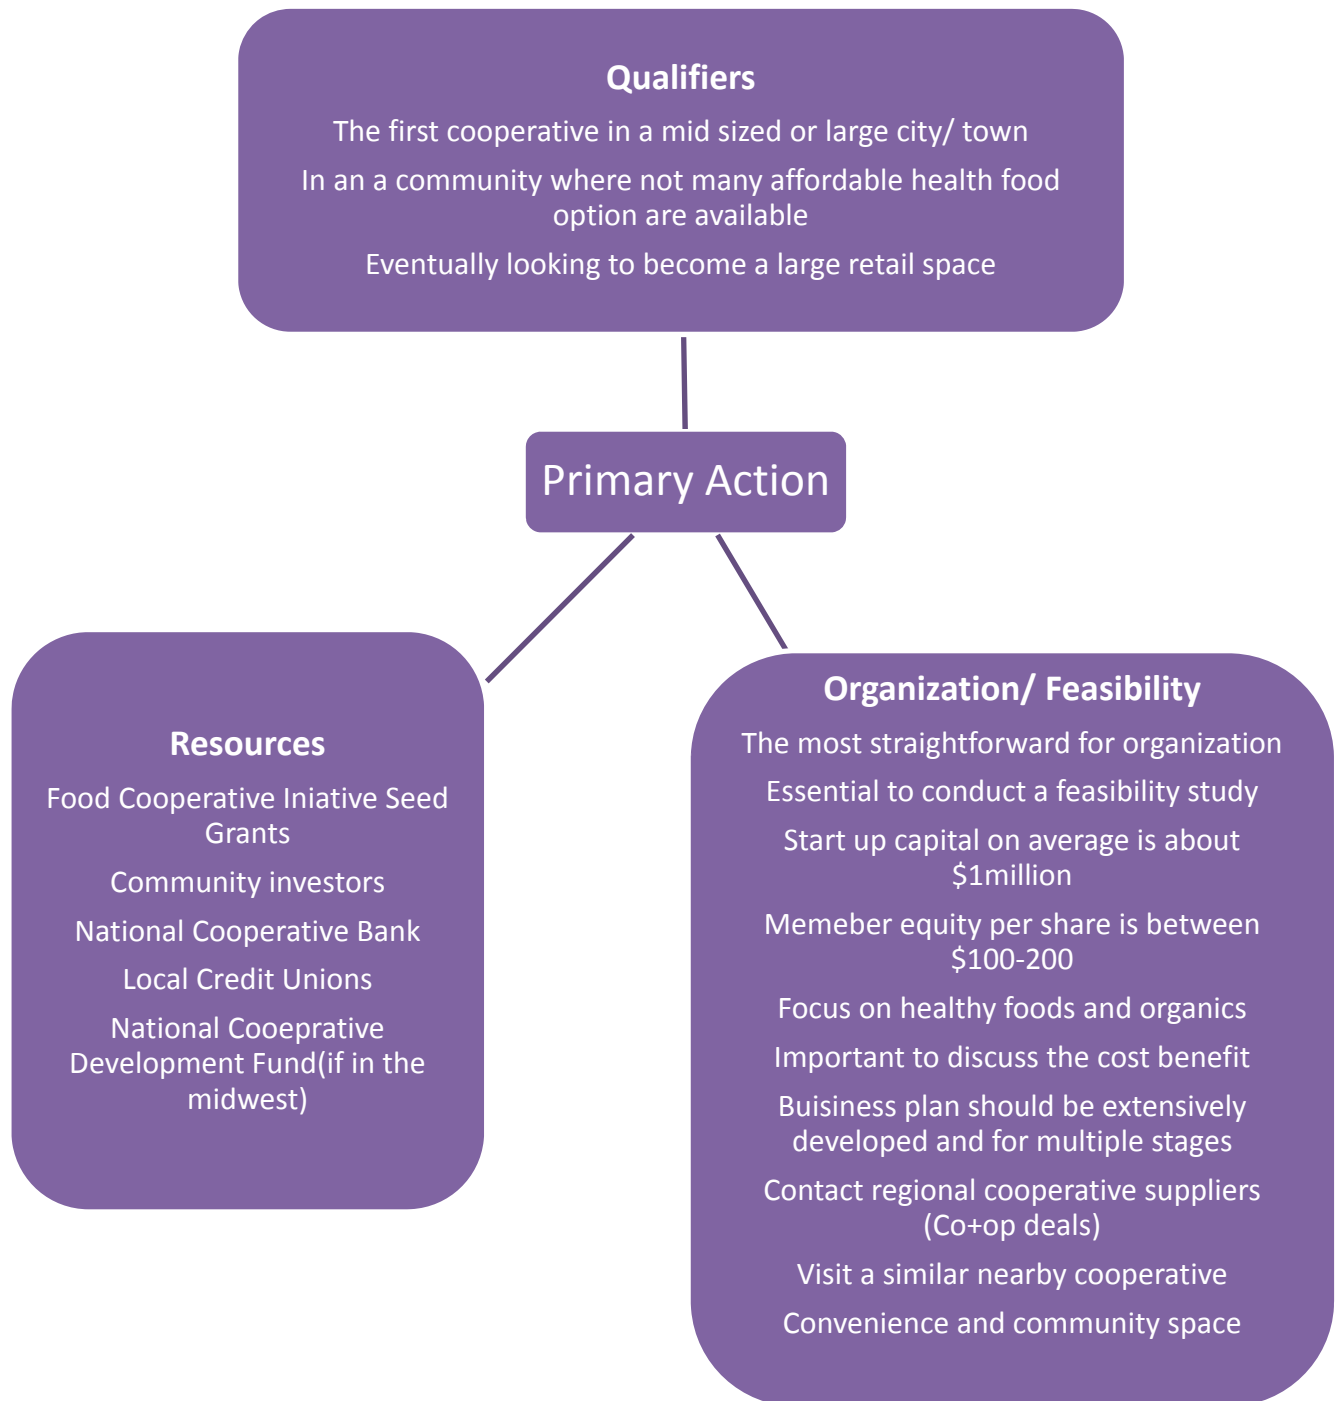 Qualifiers
The first cooperative in a mid sized or large city/ town
In an a community where not many affordable health food
option are available
Eventually looking to become a large retail space
Primary Action
Resources
Food Cooperative Iniative Seed
Grants
Community investors
National Cooperative Bank
Local Credit Unions
National Cooeprative
Development Fund(if in the
midwest)
Organization/ Feasibility
The most straightforward for organization
Essential to conduct a feasibility study
Start up capital on average is about
$1million
Memeber equity per share is between
$100-200
Focus on healthy foods and organics
Important to discuss the cost benefit
Buisiness plan should be extensively
developed and for multiple stages
Contact regional cooperative suppliers
(Co+op deals)
Visit a similar nearby cooperative
Convenience and community space